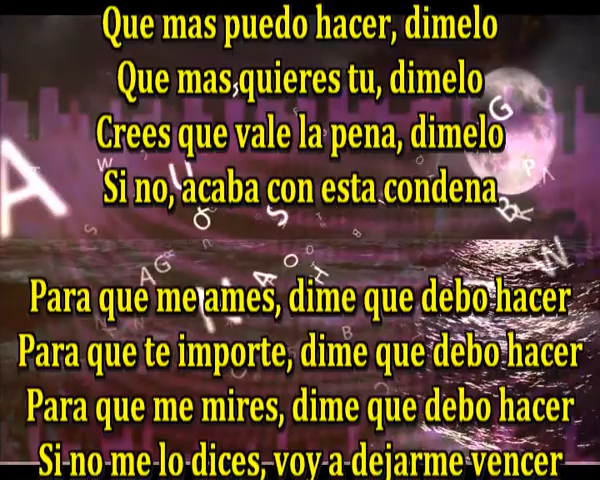 Que mas puedo hacer, dimelo
Que mas quieres tu, dimelo
Crees que vale la pena, dimelo
Si no, acaba con esta condena
Para que me ames, dime que debo hacer
Para que te importe, dime que debo hacer
Para que me mires, dime que debo hacer
Si no me lo dices, voy a dejarme vencer